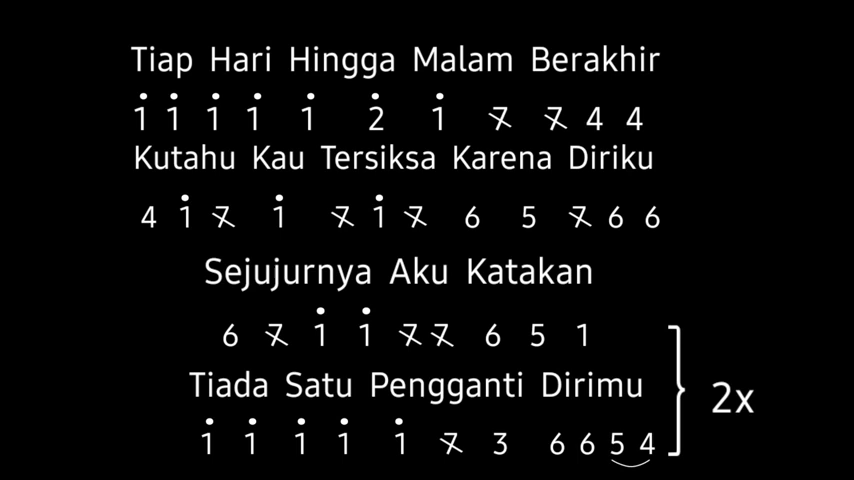 Tiap Hari Hingga Malam Berakhir
1̇ 1̇ 1̇ 1̇ 1̇ 2̇ 1̇ 7̷ 7̷ 4 4
Kutahu Kau Tersiksa Karena Diriku
4 1̇ 7̷ 1̇ 7̷ 1̇ 7̷ 6 5 7̷ 6 6
Sejujurnya Aku Katakan
6 7̷ 1̇ 1̇ 7̷ 7̷ 6 5 1
Tiada Satu Pengganti Dirimu
2x
1̇ 1̇ 1̇ 1̇ 1̇ 7̷ 3 6 6 5 4